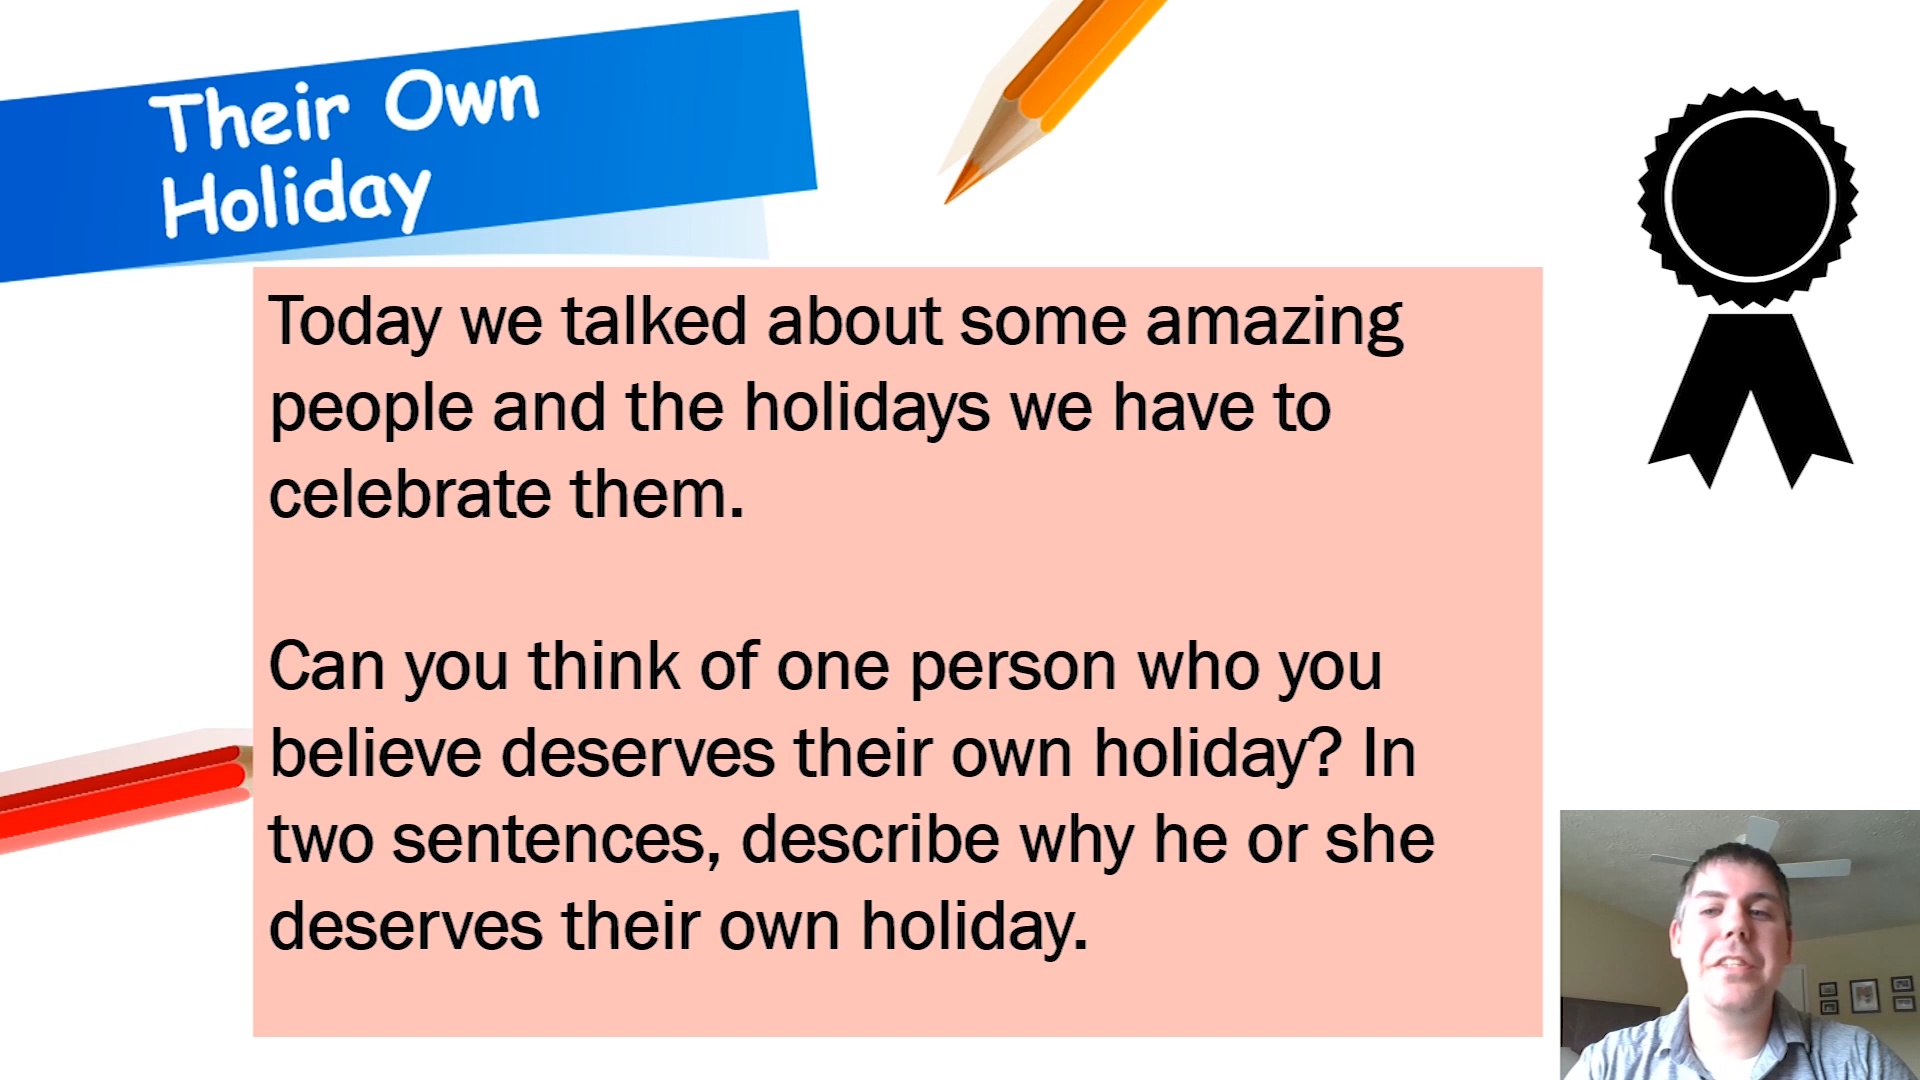 Their Own
Holiday
Today we talked about some amazing
people and the holidays we have to
celebrate them.
Can you think of one person who you
believe deserves their own holiday? In
two sentences, describe why he or she
deserves their own holiday.